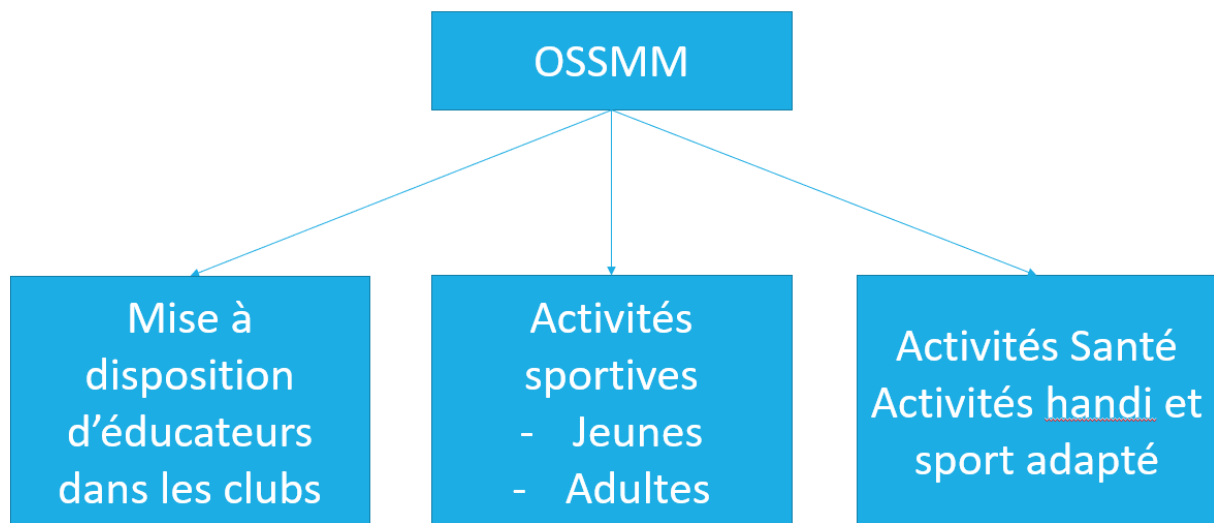 OSSMM
Mise à
disposition
d’éducateurs
dans les clubs
Activités
sportives
- Jeunes
- Adultes
Activités Santé
Activités handi et
sport adapté